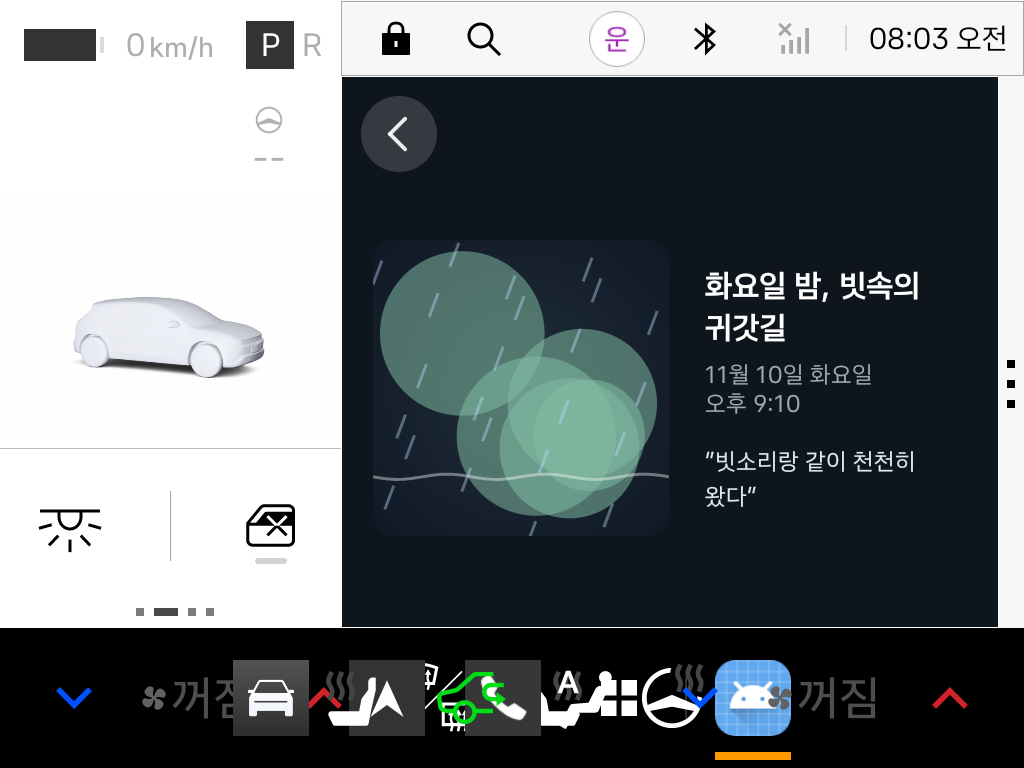 0 km/h P R
운
08:03 오전
화요일 밤, 빗속의
귀갓길
11월 10일 화요일
오후 9:10
"빗소리랑 같이 천천히
왔다"
꺼짐
A
꺼짐